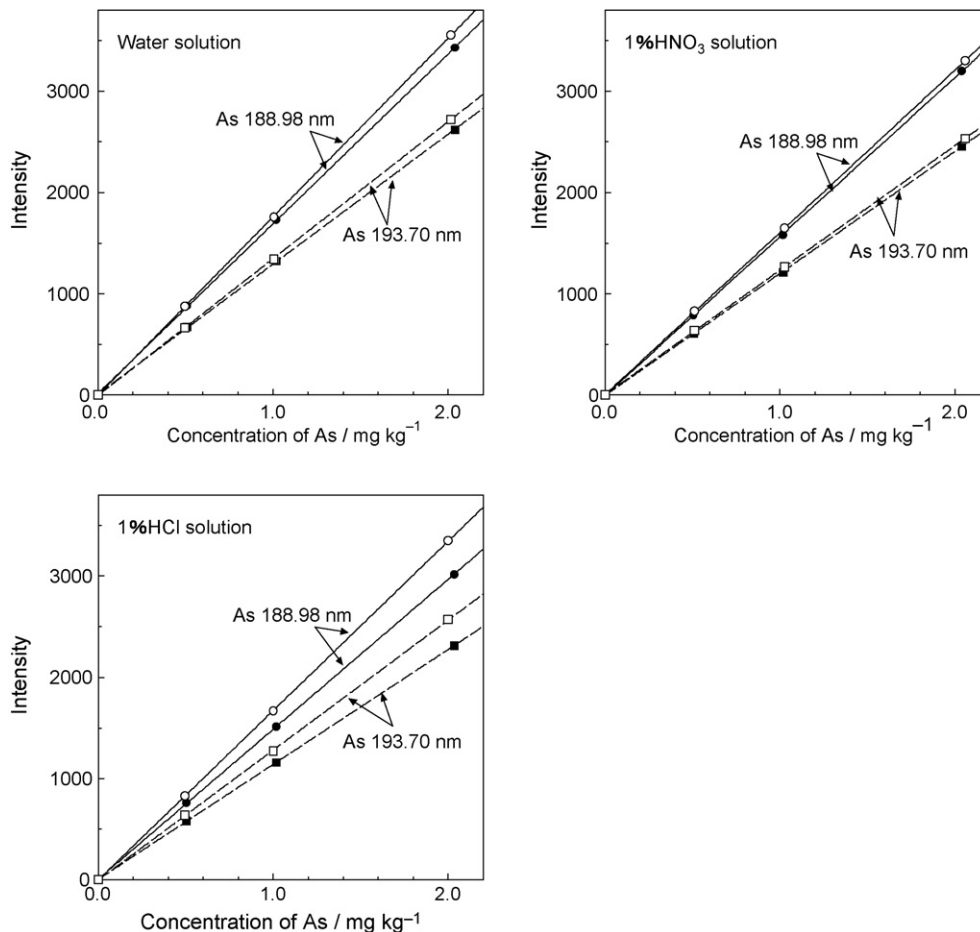 Water solution
3000
2000
1000
0
Intensity
As 188.98 nm
As 193.70 nm
0.0
1.0
2.0
Concentration of As / mg kg⁻¹
1%HNO₃ solution
3000
2000
1000
0
Intensity
As 188.98 nm
As 193.70 nm
0.0
1.0
2.0
Concentration of As / mg kg⁻¹
1%HCl solution
3000
2000
1000
0
Intensity
As 188.98 nm
As 193.70 nm
0.0
1.0
2.0
Concentration of As / mg kg⁻¹